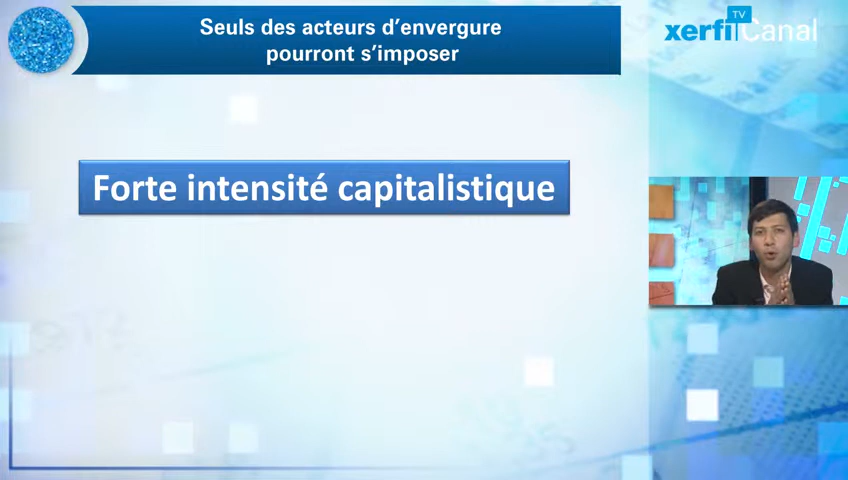 Seuls des acteurs d'envergure
pourront s'imposer
xerfi TV Canal
Forte intensité capitalistique